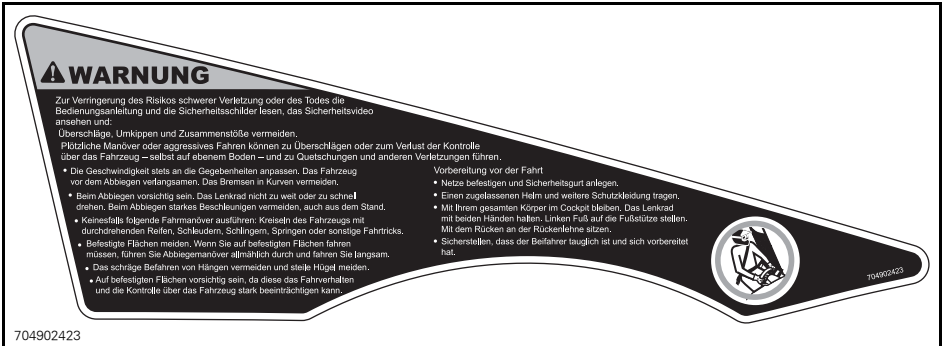 WARNUNG
Zur Verringerung des Risikos schwerer Verletzung oder des Todes die
Bedienungsanleitung und die Sicherheitsschilder lesen, das Sicherheitsvideo
ansehen und:
Überschläge, Umkippen und Zusammenstöße vermeiden.
Plötzliche Manöver oder aggressives Fahren können zu Überschlägen oder zum Verlust der Kontrolle
über das Fahrzeug – selbst auf ebenem Boden – und zu Quetschungen und anderen Verletzungen führen.
• Die Geschwindigkeit stets an die Gegebenheiten anpassen. Das Fahrzeug
vor dem Abbiegen verlangsamen. Das Bremsen in Kurven vermeiden.
• Beim Abbiegen vorsichtig sein. Das Lenkrad nicht zu weit oder zu schnell
drehen. Beim Abbiegen starkes Beschleunigen vermeiden, auch aus dem Stand.
• Keinesfalls folgende Fahrmanöver ausführen: Kreiseln des Fahrzeugs mit
durchdrehenden Reifen, Schleudern, Schlingern, Springen oder sonstige Fahrtricks.
• Befestigte Flächen meiden. Wenn Sie auf befestigten Flächen fahren
müssen, führen Sie Abbiegemanöver allmählich durch und fahren Sie langsam.
• Das schräge Befahren von Hängen vermeiden und steile Hügel meiden.
• Auf befestigten Flächen vorsichtig sein, da diese das Fahrverhalten
und die Kontrolle über das Fahrzeug stark beeinträchtigen kann.
Vorbereitung vor der Fahrt
• Netze befestigen und Sicherheitsgurt anlegen.
• Einen zugelassenen Helm und weitere Schutzkleidung tragen.
• Mit Ihrem gesamten Körper im Cockpit bleiben. Das Lenkrad
mit beiden Händen halten. Linken Fuß auf die Fußstütze stellen.
Mit dem Rücken an der Rückenlehne sitzen.
• Sicherstellen, dass der Beifahrer tauglich ist und sich vorbereitet
hat.
704902423
704902423